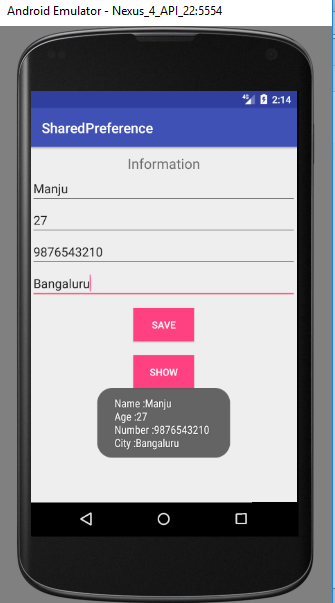 Android Emulator - Nexus_4_API_22:5554
4G 2:14
SharedPreference
Information
Manju
27
9876543210
Bangaluru
SAVE
SHOW
Name :Manju
Age :27
Number :9876543210
City :Bangaluru